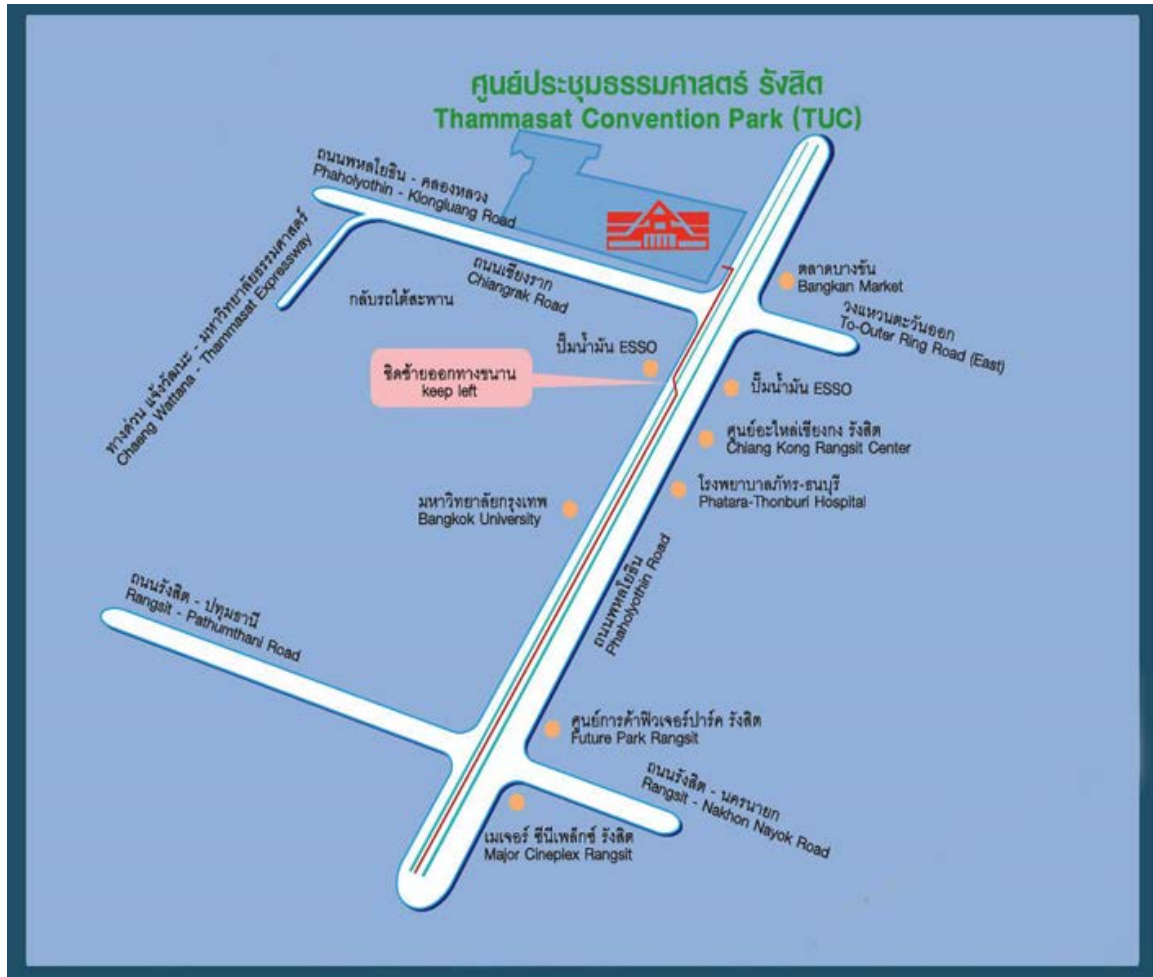 ศูนย์ประชุมธรรมศาสตร์ รังสิต
Thammasat Convention Park (TUC)
ถนนพหลโยธิน - คลองหลวง
Phaholyothin - Klongluang Road
ทางด่วน แจ้งวัฒนะ - มหาวิทยาลัยธรรมศาสตร์
Chaeng Wattana - Thammasat Expressway
ถนนเชียงราก
Chiangrak Road
กลับรถใต้สะพาน
ตลาดบางขัน
Bangkan Market
วงแหวนตะวันออก
To-Outer Ring Road (East)
ปั๊มน้ำมัน ESSO
ชิดซ้ายออกทางขนาน
keep left
ปั๊มน้ำมัน ESSO
ศูนย์อะไหล่เชียงกง รังสิต
Chiang Kong Rangsit Center
โรงพยาบาลภัทร-ธนบุรี
Phatara-Thonburi Hospital
มหาวิทยาลัยกรุงเทพ
Bangkok University
ถนนพหลโยธิน
Phaholyothin Road
ถนนรังสิต - ปทุมธานี
Rangsit - Pathumthani Road
ศูนย์การค้าฟิวเจอร์ปาร์ค รังสิต
Future Park Rangsit
ถนนรังสิต - นครนายก
Rangsit - Nakhon Nayok Road
เมเจอร์ ซีนีเพล็กซ์ รังสิต
Major Cineplex Rangsit